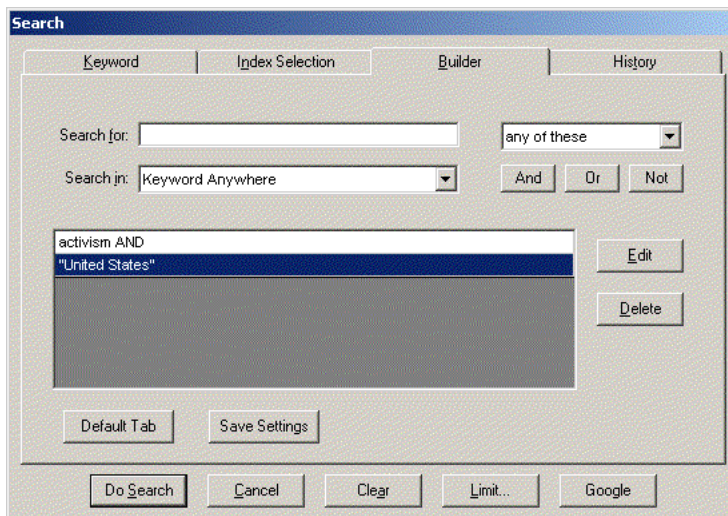 Search
Keyword Index Selection Builder History
Search for: any of these
Search in: Keyword Anywhere And Or Not
activism AND
"United States"
Edit
Delete
Default Tab Save Settings
Do Search Cancel Clear Limit... Google